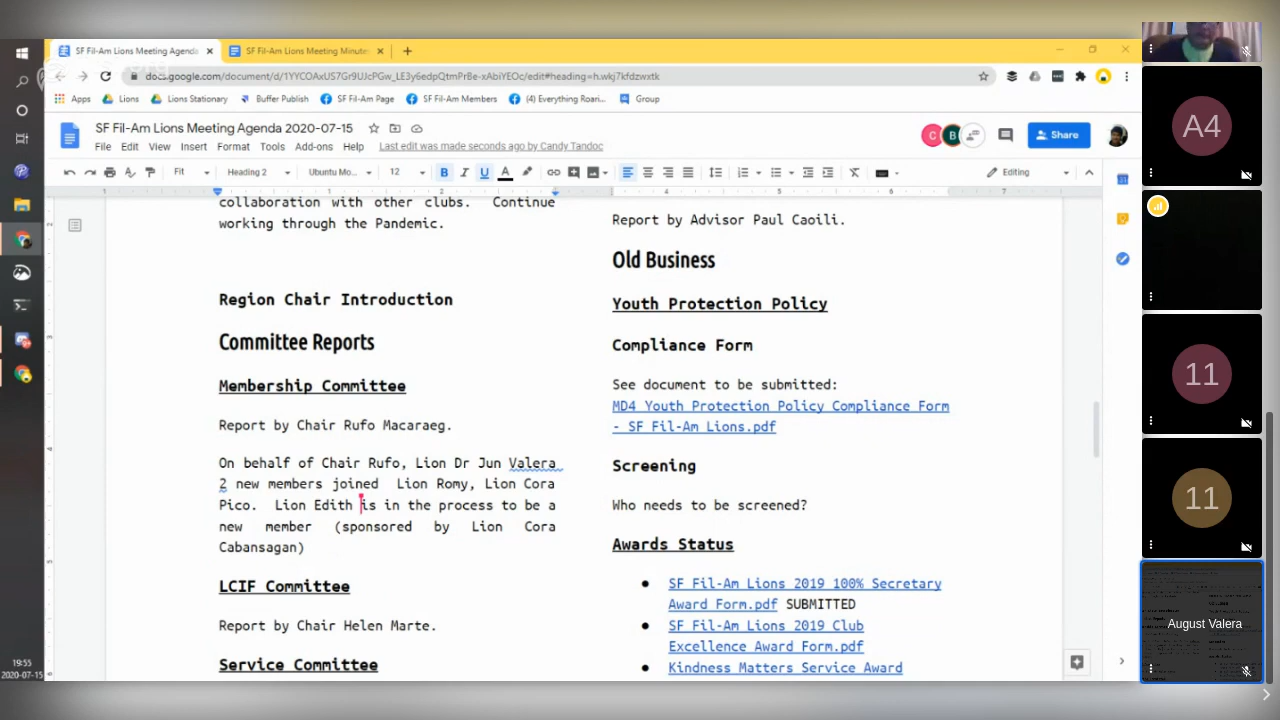 SF Fil-Am Lions Meeting Agenda
SF Fil-Am Lions Meeting Minute
docs.google.com/document/d/1YYCOAxUS7Gr9UJcPGw_LE3y6edpQtmPrBe-xAbiYEOc/edit#heading=h.wkj7kfdzwxtk
Apps Lions Lions Stationary Buffer Publish SF Fil-Am Page SF Fil-Am Members (4) Everything Roari... Group
SF Fil-Am Lions Meeting Agenda 2020-07-15
C B Share
File Edit View Insert Format Tools Add-ons Help Last edit was made seconds ago by Candy Tandoc
Fit Heading 2 Ubuntu Mo... 12 B I U A Editing
collaboration with other clubs. Continue
working through the Pandemic.
Region Chair Introduction
Committee Reports
Membership Committee
Report by Chair Rufo Macaraeg.
On behalf of Chair Rufo, Lion Dr Jun Valera
2 new members joined Lion Romy, Lion Cora
Pico. Lion Edith is in the process to be a
new member (sponsored by Lion Cora
Cabansagan)
LCIF Committee
Report by Chair Helen Marte.
Service Committee
Report by Advisor Paul Caoili.
Old Business
Youth Protection Policy
Compliance Form
See document to be submitted:
MD4 Youth Protection Policy Compliance Form
- SF Fil-Am Lions.pdf
Screening
Who needs to be screened?
Awards Status
SF Fil-Am Lions 2019 100% Secretary
Award Form.pdf SUBMITTED
SF Fil-Am Lions 2019 Club
Excellence Award Form.pdf
Kindness Matters Service Award
19:55
2020-07-15
A4
11
11
August Valera